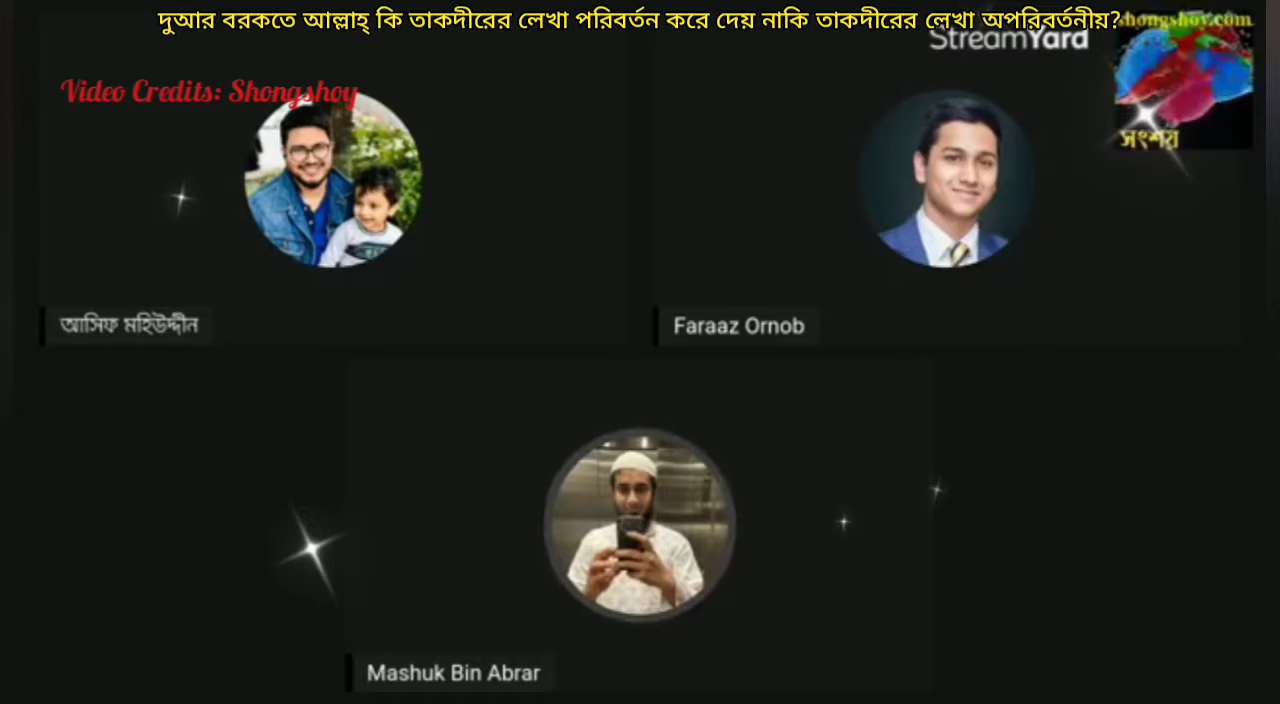 দুআর বরকতে আল্লাহ্ কি তাকদীরের লেখা পরিবর্তন করে দেয় নাকি তাকদীরের লেখা অপরিবর্তনীয়?
shongshoy.com
StreamYard
Video Credits: Shongshoy
সংশয়
আসিফ মহিউদ্দীন
Faraaz Ornob
Mashuk Bin Abrar